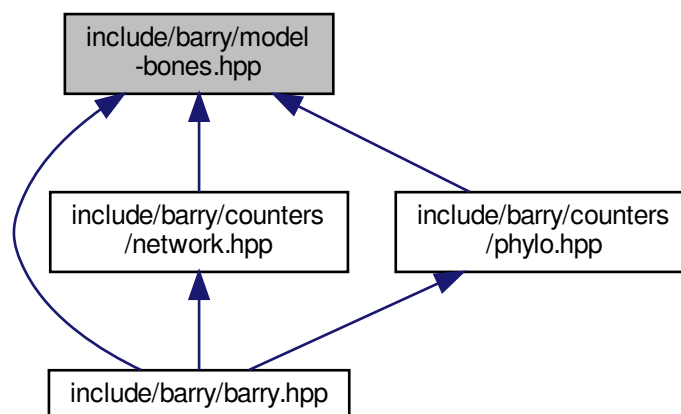 include/barry/model
-bones.hpp
include/barry/counters
/network.hpp
include/barry/counters
/phylo.hpp
include/barry/barry.hpp